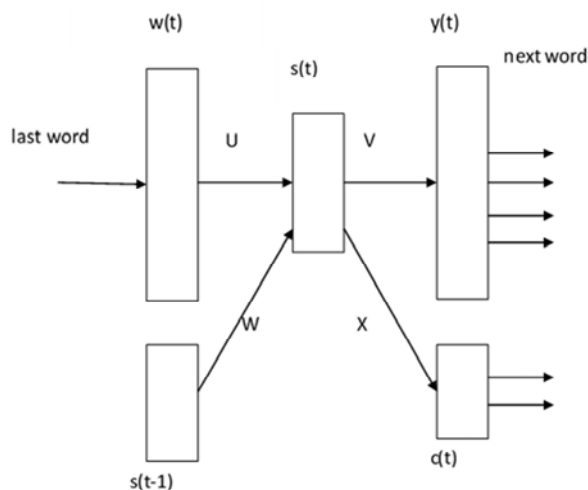 w(t)
y(t)
s(t)
next word
last word
U
V
W
X
s(t-1)
c(t)